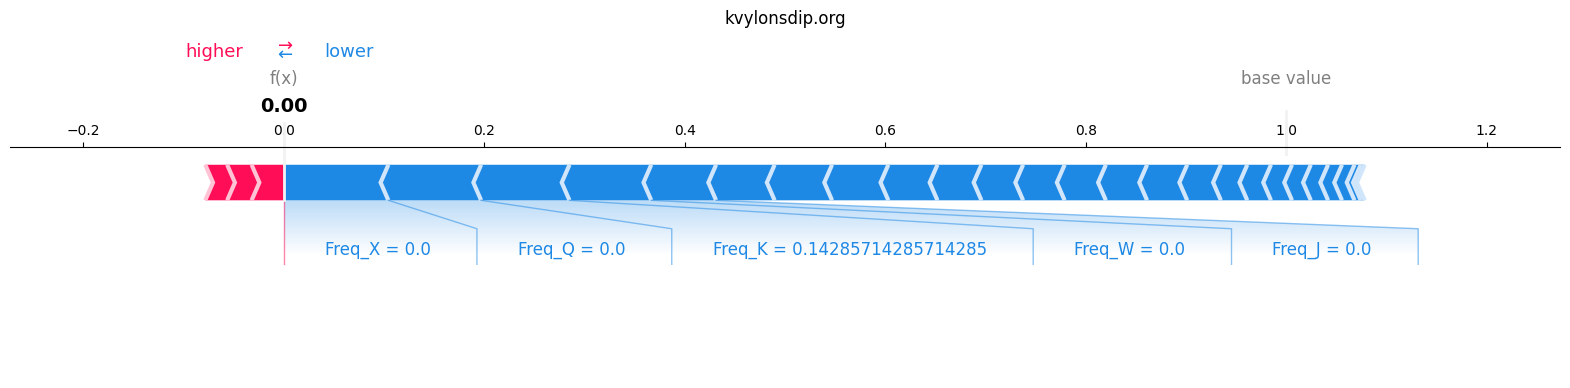 kvylonsdip.org
higher → ← lower
f(x) base value
0.00
−0.2 0 0 0.2 0.4 0.6 0.8 1 0 1.2
Freq_X = 0.0 Freq_Q = 0.0 Freq_K = 0.14285714285714285 Freq_W = 0.0 Freq_J = 0.0